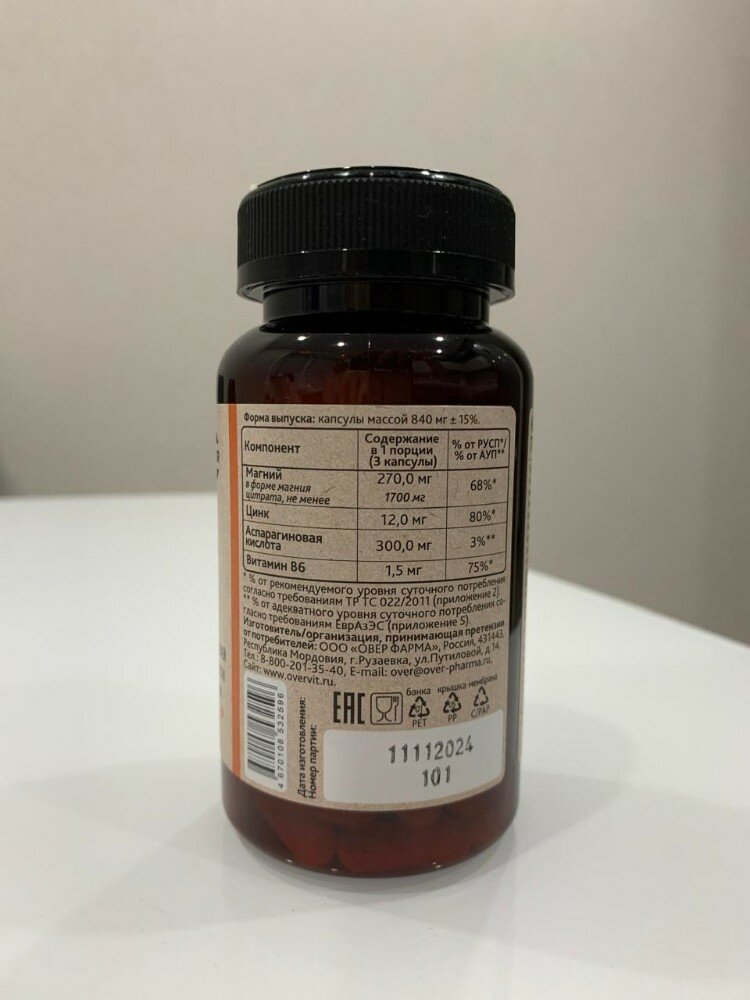 Форма выпуска: капсулы массой 840 мг ± 15%.
Компонент Содержание в 1 порции (3 капсулы) % от РУСП*/ % от АУП**
Магний 270,0 мг 68%*
в форме магния цитрата, не менее 1700 мг
Цинк 12,0 мг 80%*
Аспарагиновая кислота 300,0 мг 3%**
Витамин В6 1,5 мг 75%*
* % от рекомендуемого уровня суточного потребления
согласно требованиям ТР ТС 022/2011 (приложение 2).
** % от адекватного уровня суточного потребления со-
гласно требованиям ЕврАзЭС (приложение 5).
Изготовитель/организация, принимающая претензии
от потребителей: ООО «ОВЕР ФАРМА», Россия, 431443,
Республика Мордовия, г.Рузаевка, ул.Путиловой, д.14.
Тел.: 8-800-201-35-40, E-mail: over@over-pharma.ru,
Сайт: www.overvit.ru.
4 670108 532596
Дата изготовления:
Номер партии:
EAC
банка крышка мембрана
PET PP C/PAP
11112024
101